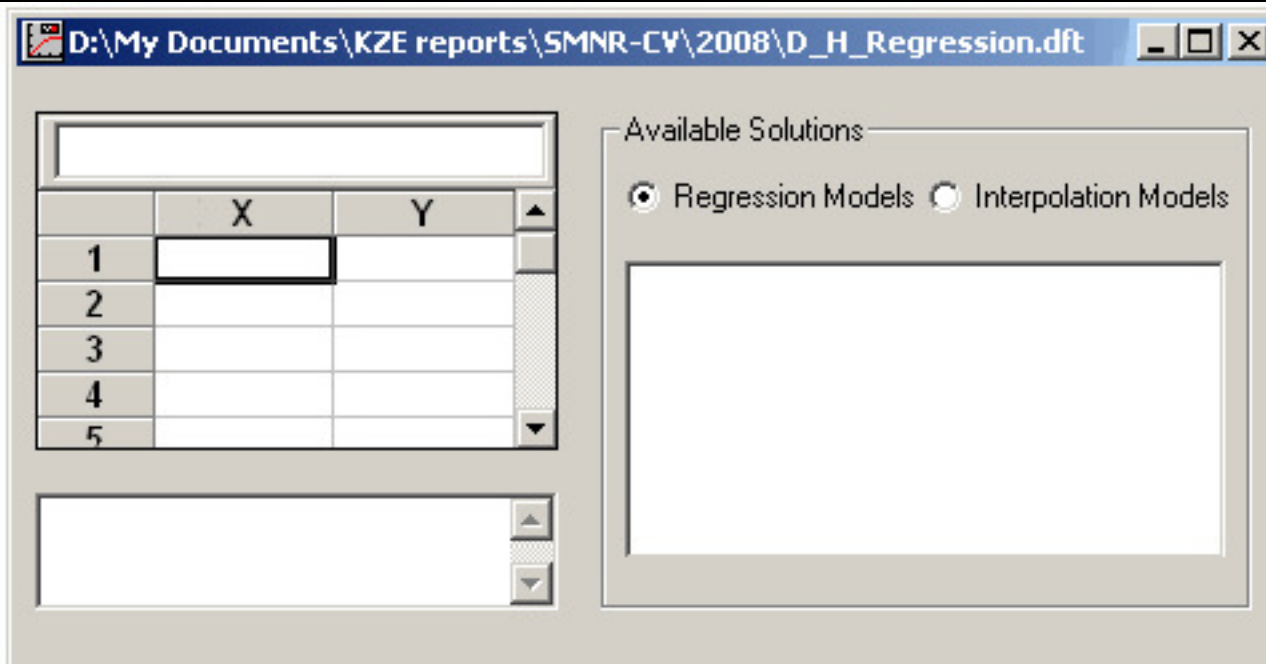 D:\My Documents\KZE reports\SMNR-CV\2008\D_H_Regression.dft
X Y
1
2
3
4
5
Available Solutions
Regression Models Interpolation Models